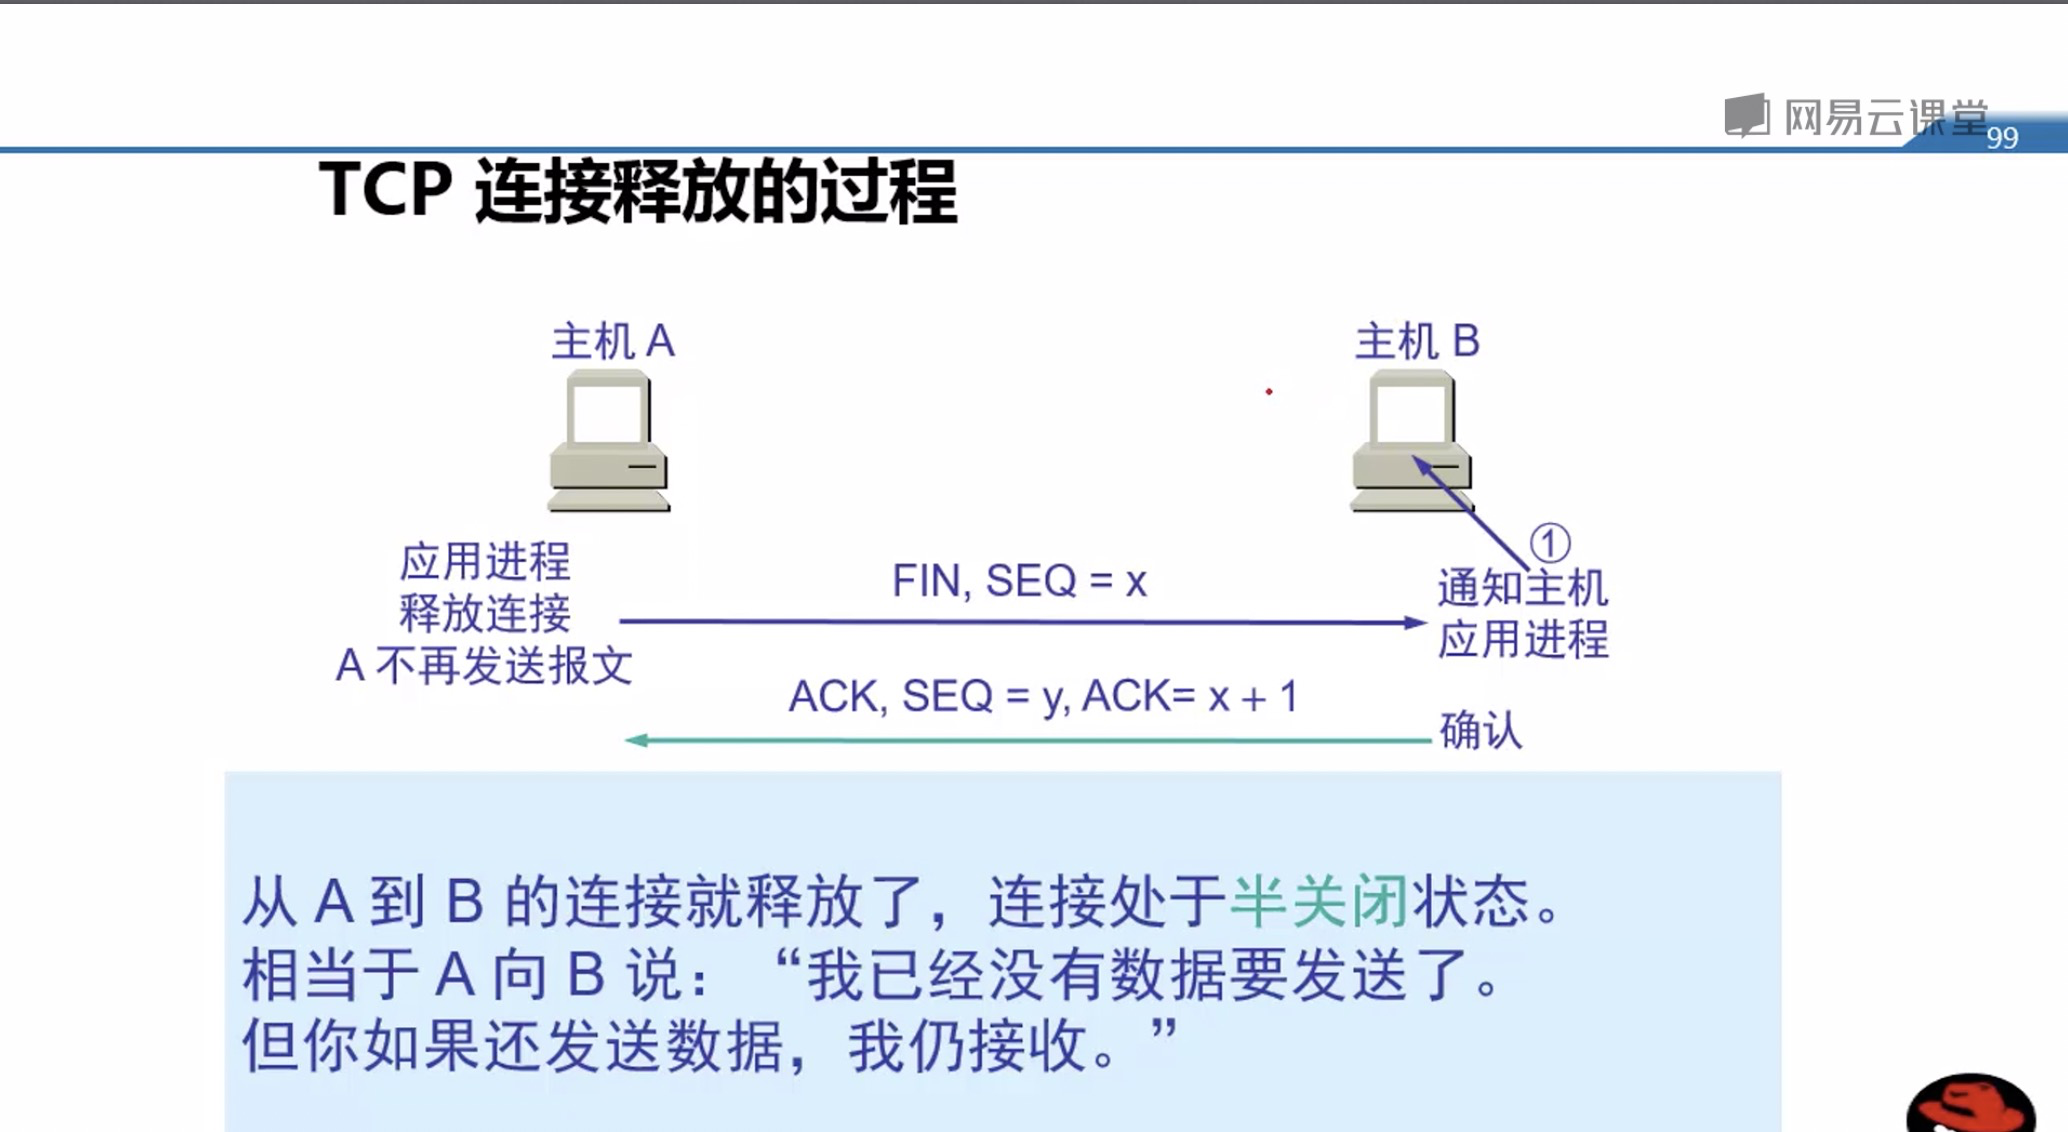 网易云课堂
99
TCP 连接释放的过程
主机 A
主机 B
应用进程
释放连接
A 不再发送报文
FIN, SEQ = x
①
通知主机
应用进程
ACK, SEQ = y, ACK= x + 1
确认
从 A 到 B 的连接就释放了，连接处于半关闭状态。
相当于 A 向 B 说：“我已经没有数据要发送了。
但你如果还发送数据，我仍接收。”